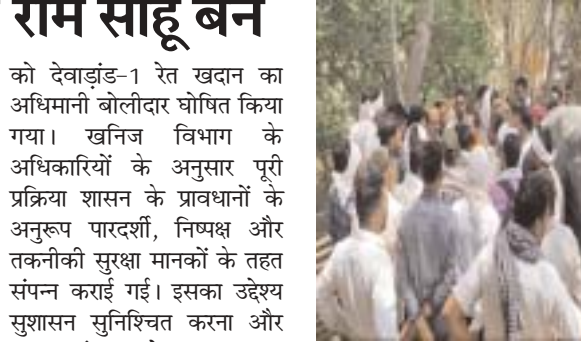 राम साहू बने
को देवाड़ांड-1 रेत खदान का
अधिमानी बोलीदार घोषित किया
गया। खनिज विभाग के
अधिकारियों के अनुसार पूरी
प्रक्रिया शासन के प्रावधानों के
अनुरूप पारदर्शी, निष्पक्ष और
तकनीकी सुरक्षा मानकों के तहत
संपन्न कराई गई। इसका उद्देश्य
सुशासन सुनिश्चित करना और